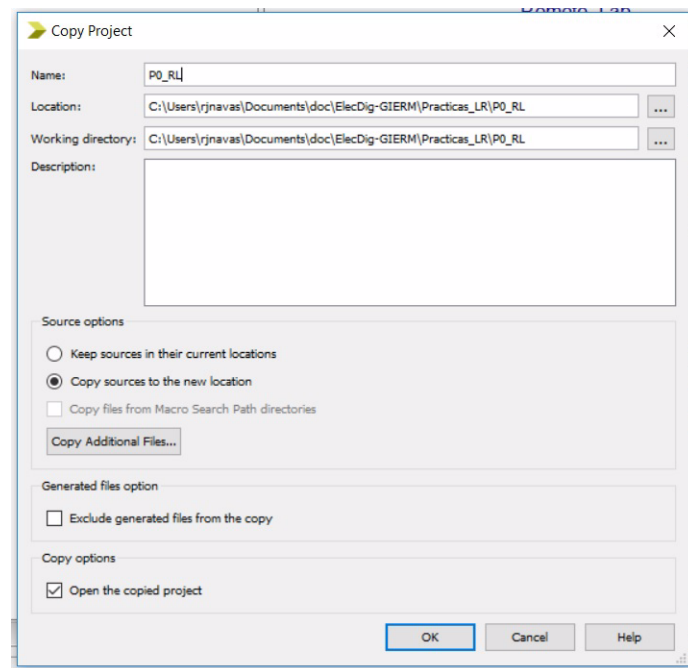 Remote Lab
Copy Project
Name: P0_RL
Location: C:\Users\rjnavas\Documents\doc\ElecDig-GIERM\Practicas_LR\P0_RL ...
Working directory: C:\Users\rjnavas\Documents\doc\ElecDig-GIERM\Practicas_LR\P0_RL ...
Description:
Source options
Keep sources in their current locations
Copy sources to the new location
Copy files from Macro Search Path directories
Copy Additional Files...
Generated files option
Exclude generated files from the copy
Copy options
Open the copied project
OK Cancel Help